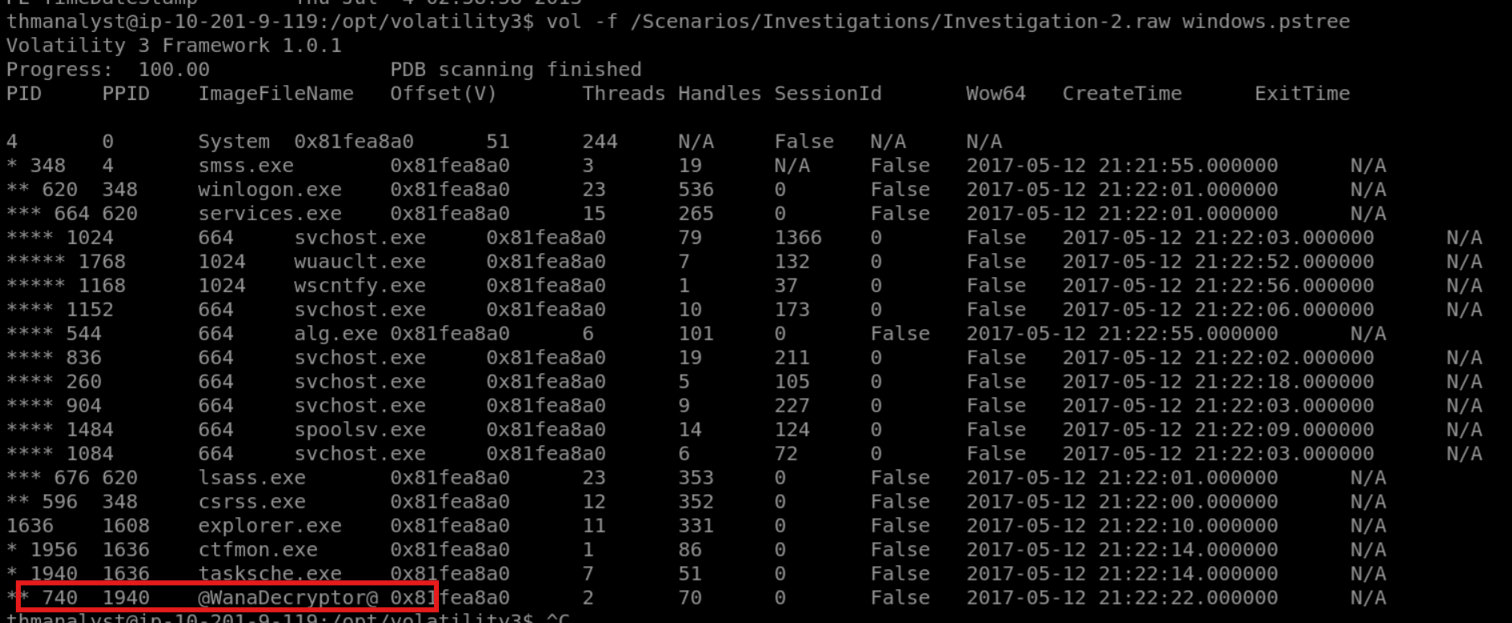 PE TimeDateStamp Thu Jul 4 02:38:58 2013
thmanalyst@ip-10-201-9-119:/opt/volatility3$ vol -f /Scenarios/Investigations/Investigation-2.raw windows.pstree
Volatility 3 Framework 1.0.1
Progress: 100.00 PDB scanning finished
PID PPID ImageFileName Offset(V) Threads Handles SessionId Wow64 CreateTime ExitTime
4 0 System 0x81fea8a0 51 244 N/A False N/A N/A
* 348 4 smss.exe 0x81fea8a0 3 19 N/A False 2017-05-12 21:21:55.000000 N/A
** 620 348 winlogon.exe 0x81fea8a0 23 536 0 False 2017-05-12 21:22:01.000000 N/A
*** 664 620 services.exe 0x81fea8a0 15 265 0 False 2017-05-12 21:22:01.000000 N/A
**** 1024 664 svchost.exe 0x81fea8a0 79 1366 0 False 2017-05-12 21:22:03.000000 N/A
***** 1768 1024 wuauclt.exe 0x81fea8a0 7 132 0 False 2017-05-12 21:22:52.000000 N/A
***** 1168 1024 wscntfy.exe 0x81fea8a0 1 37 0 False 2017-05-12 21:22:56.000000 N/A
**** 1152 664 svchost.exe 0x81fea8a0 10 173 0 False 2017-05-12 21:22:06.000000 N/A
**** 544 664 alg.exe 0x81fea8a0 6 101 0 False 2017-05-12 21:22:55.000000 N/A
**** 836 664 svchost.exe 0x81fea8a0 19 211 0 False 2017-05-12 21:22:02.000000 N/A
**** 260 664 svchost.exe 0x81fea8a0 5 105 0 False 2017-05-12 21:22:18.000000 N/A
**** 904 664 svchost.exe 0x81fea8a0 9 227 0 False 2017-05-12 21:22:03.000000 N/A
**** 1484 664 spoolsv.exe 0x81fea8a0 14 124 0 False 2017-05-12 21:22:09.000000 N/A
**** 1084 664 svchost.exe 0x81fea8a0 6 72 0 False 2017-05-12 21:22:03.000000 N/A
*** 676 620 lsass.exe 0x81fea8a0 23 353 0 False 2017-05-12 21:22:01.000000 N/A
** 596 348 csrss.exe 0x81fea8a0 12 352 0 False 2017-05-12 21:22:00.000000 N/A
1636 1608 explorer.exe 0x81fea8a0 11 331 0 False 2017-05-12 21:22:10.000000 N/A
* 1956 1636 ctfmon.exe 0x81fea8a0 1 86 0 False 2017-05-12 21:22:14.000000 N/A
* 1940 1636 tasksche.exe 0x81fea8a0 7 51 0 False 2017-05-12 21:22:14.000000 N/A
** 740 1940 @WanaDecryptor@ 0x81fea8a0 2 70 0 False 2017-05-12 21:22:22.000000 N/A
thmanalyst@ip-10-201-9-119:/opt/volatility3$ ^C